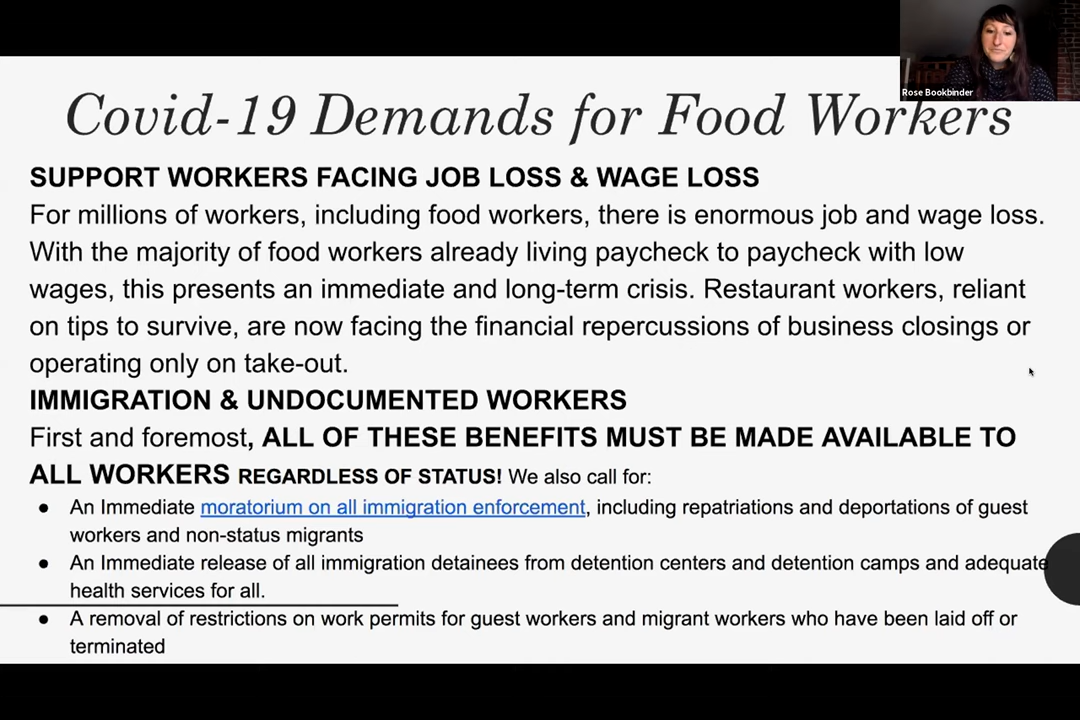 Rose Bookbinder
Covid-19 Demands for Food Workers
SUPPORT WORKERS FACING JOB LOSS & WAGE LOSS
For millions of workers, including food workers, there is enormous job and wage loss.
With the majority of food workers already living paycheck to paycheck with low
wages, this presents an immediate and long-term crisis. Restaurant workers, reliant
on tips to survive, are now facing the financial repercussions of business closings or
operating only on take-out.
IMMIGRATION & UNDOCUMENTED WORKERS
First and foremost, ALL OF THESE BENEFITS MUST BE MADE AVAILABLE TO
ALL WORKERS REGARDLESS OF STATUS! We also call for:
● An Immediate moratorium on all immigration enforcement, including repatriations and deportations of guest
workers and non-status migrants
● An Immediate release of all immigration detainees from detention centers and detention camps and adequate
health services for all.
● A removal of restrictions on work permits for guest workers and migrant workers who have been laid off or
terminated